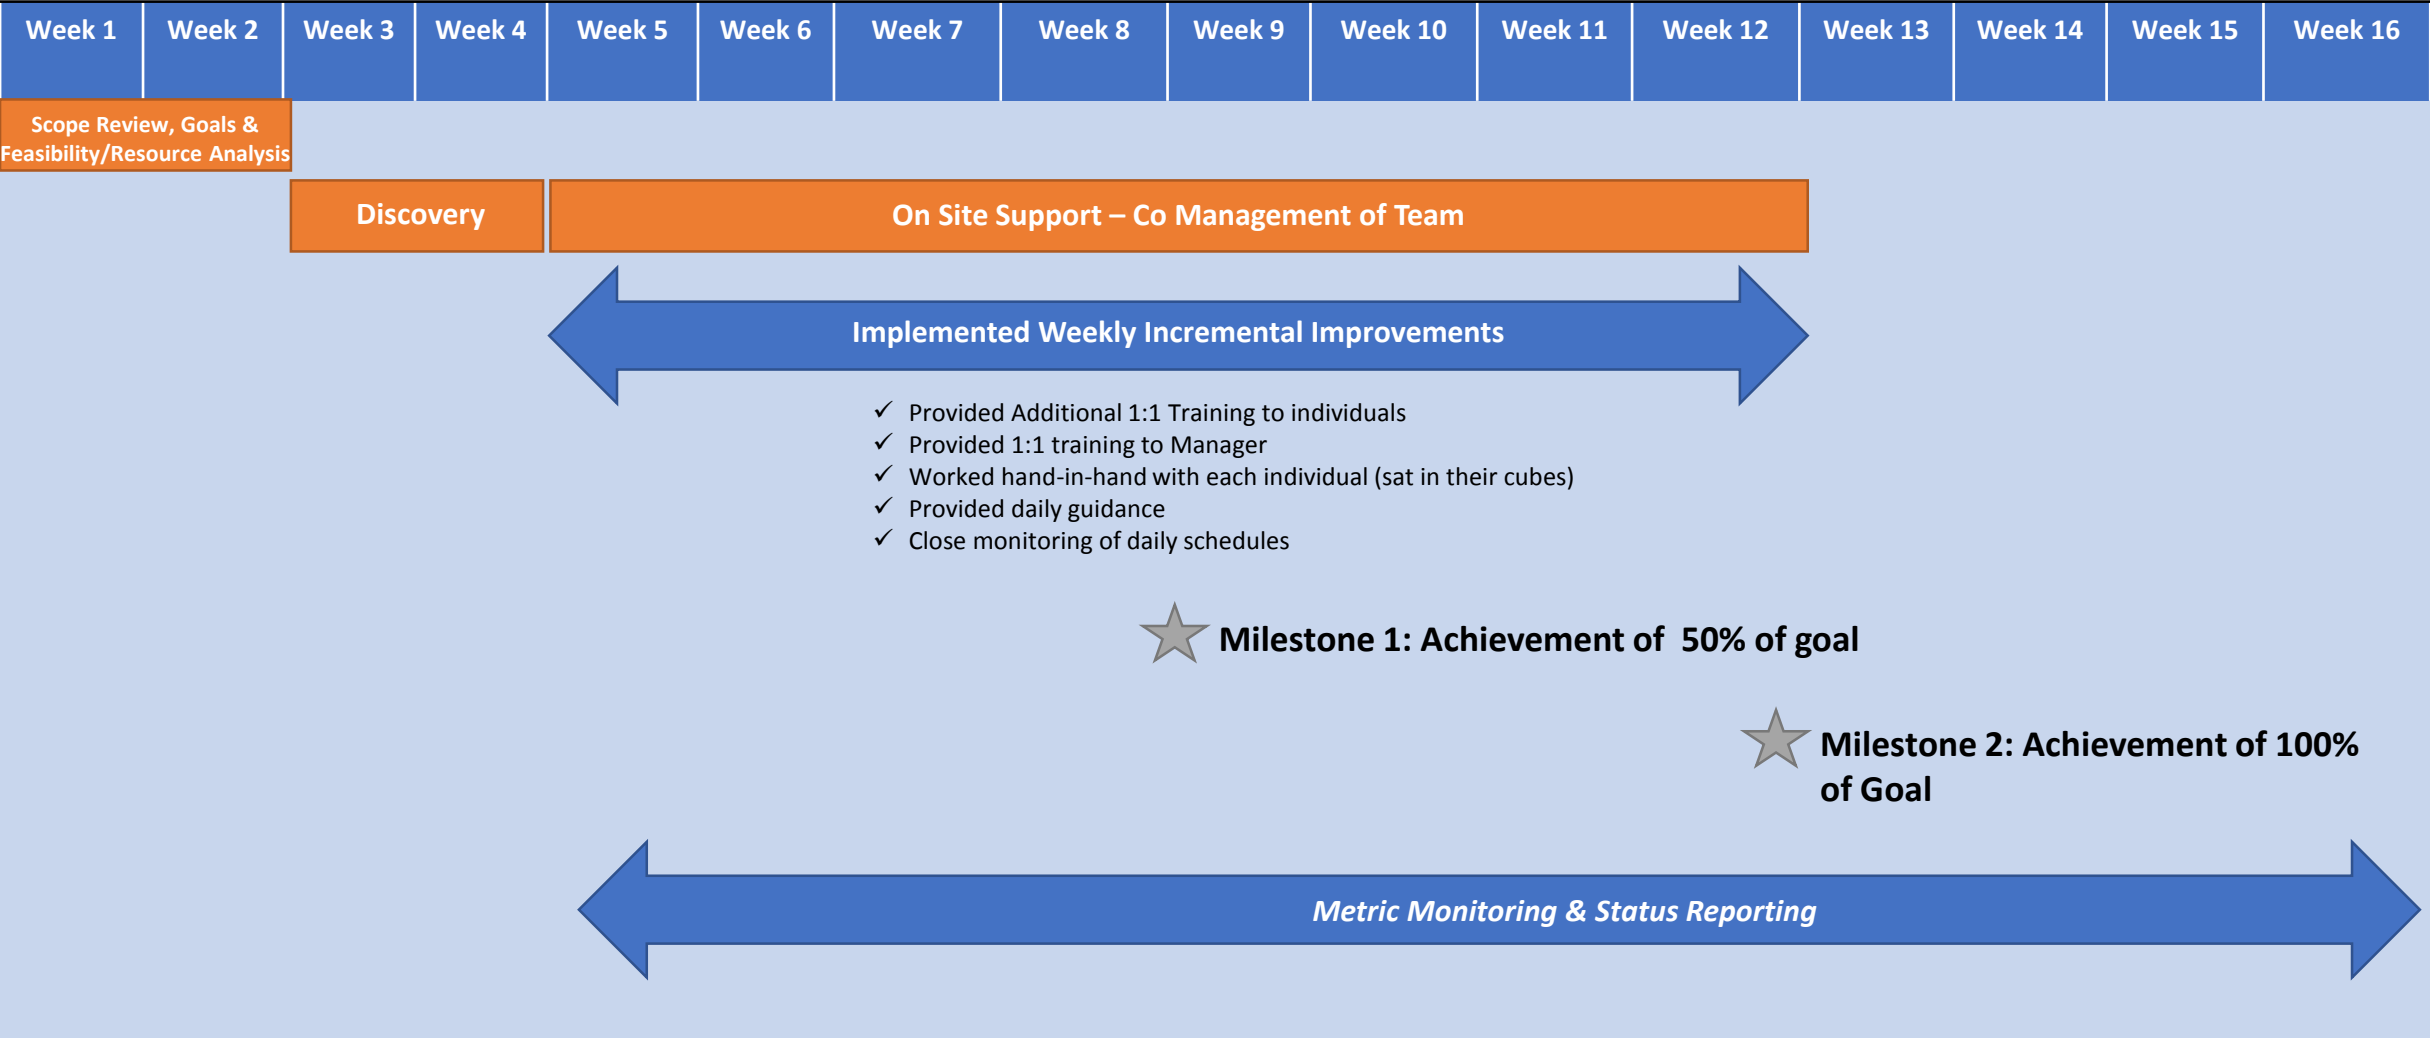 Week 1
Week 2
Week 3
Week 4
Week 5
Week 6
Week 7
Week 8
Week 9
Week 10
Week 11
Week 12
Week 13
Week 14
Week 15
Week 16
Scope Review, Goals &
Feasibility/Resource Analysis
Discovery
On Site Support – Co Management of Team
Implemented Weekly Incremental Improvements
✓ Provided Additional 1:1 Training to individuals
✓ Provided 1:1 training to Manager
✓ Worked hand-in-hand with each individual (sat in their cubes)
✓ Provided daily guidance
✓ Close monitoring of daily schedules
Milestone 1: Achievement of 50% of goal
Milestone 2: Achievement of 100%
of Goal
Metric Monitoring & Status Reporting